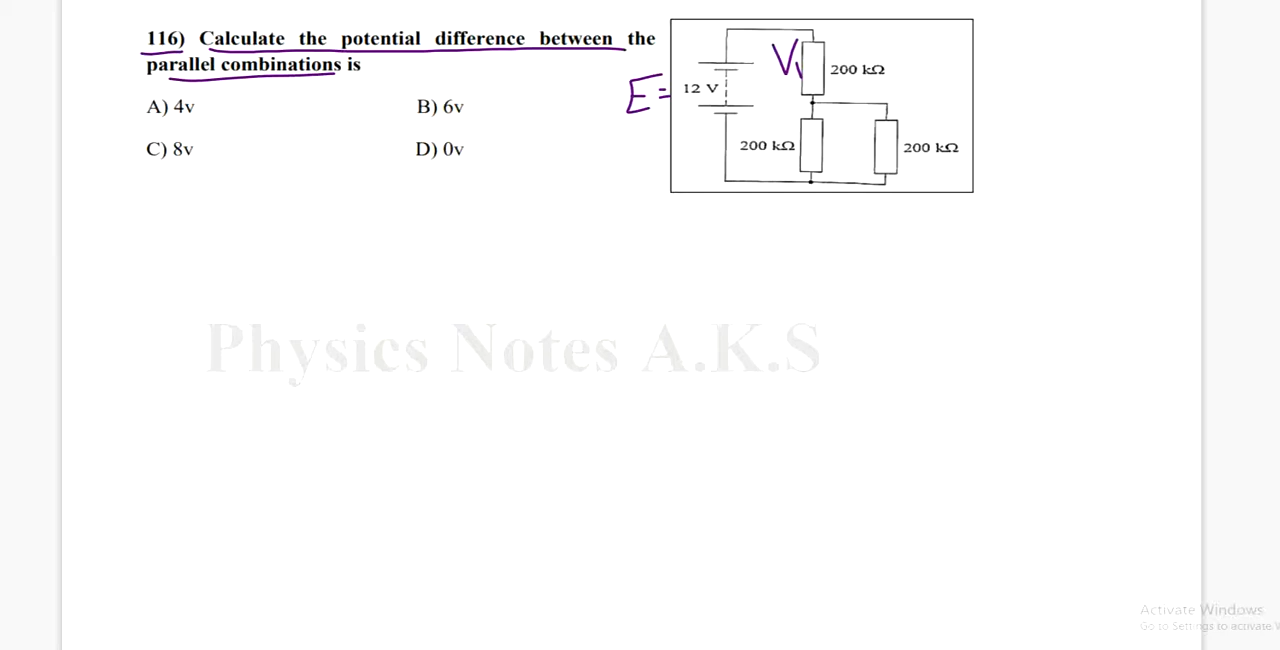 116) Calculate the potential difference between the
parallel combinations is
A) 4v
B) 6v
C) 8v
D) 0v
E=
12 V
V₁
200 kΩ
200 kΩ
200 kΩ
Physics Notes A.K.S
Activate Windows
Go to Settings to activate V